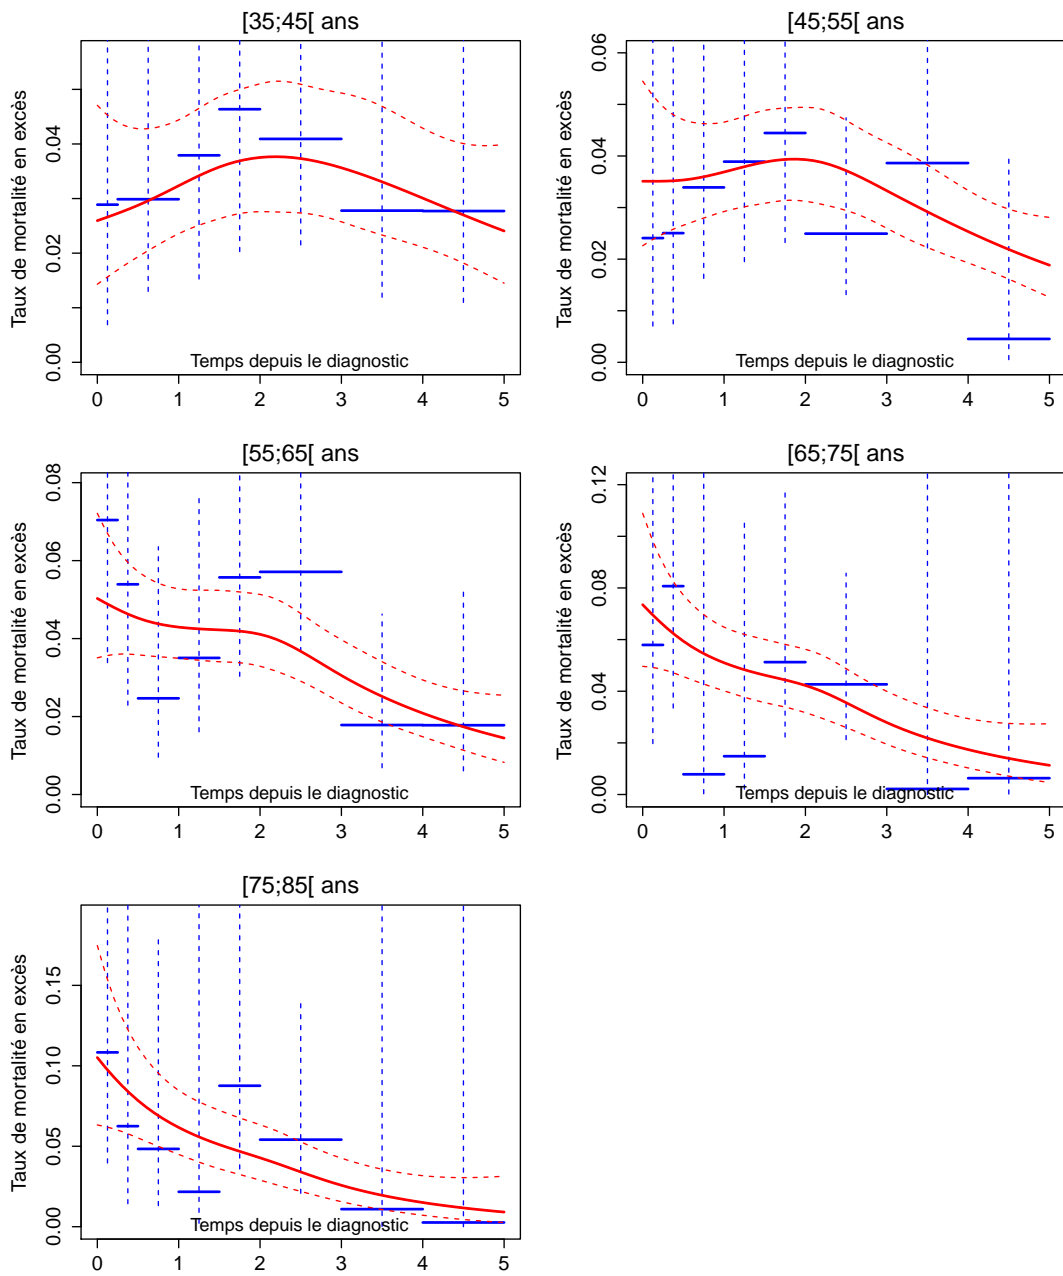 [35;45[ ans
Taux de mortalité en excès
0.00 0.02 0.04
Temps depuis le diagnostic
0 1 2 3 4 5
[45;55[ ans
Taux de mortalité en excès
0.00 0.02 0.04 0.06
Temps depuis le diagnostic
0 1 2 3 4 5
[55;65[ ans
Taux de mortalité en excès
0.00 0.02 0.04 0.06 0.08
Temps depuis le diagnostic
0 1 2 3 4 5
[65;75[ ans
Taux de mortalité en excès
0.00 0.04 0.08 0.12
Temps depuis le diagnostic
0 1 2 3 4 5
[75;85[ ans
Taux de mortalité en excès
0.00 0.05 0.10 0.15
Temps depuis le diagnostic
0 1 2 3 4 5